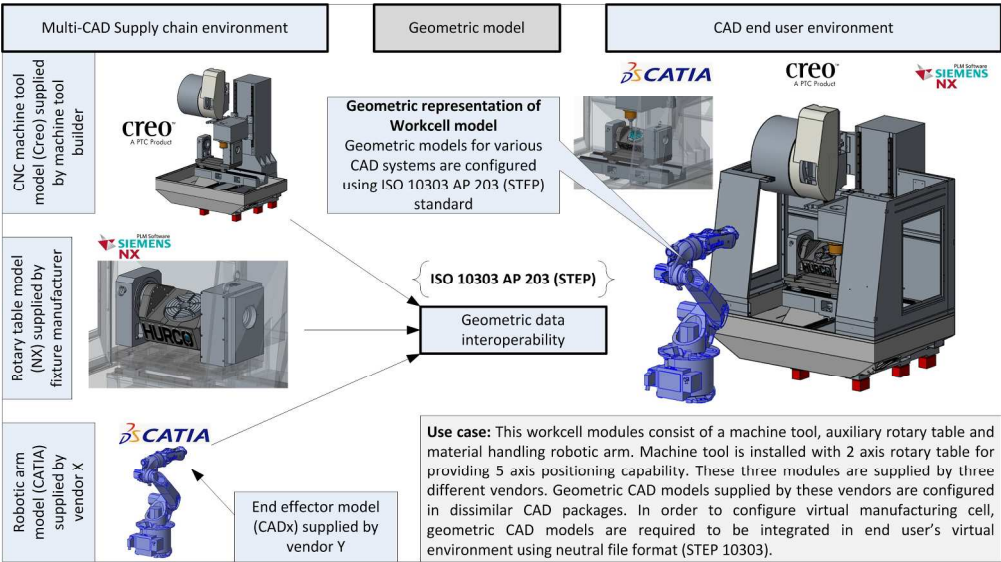 Multi-CAD Supply chain environment
Geometric model
CAD end user environment
CNC machine tool
model (Creo) supplied
by machine tool
builder
creo™
A PTC Product
Geometric representation of
Workcell model
Geometric models for various
CAD systems are configured
using ISO 10303 AP 203 (STEP)
standard
CATIA
creo™
A PTC Product
PLM Software
SIEMENS
NX
HURCO
Rotary table model
(NX) supplied by
fixture manufacturer
PLM Software
SIEMENS
NX
HURCO
ISO 10303 AP 203 (STEP)
Geometric data
interoperability
Robotic arm
model (CATIA)
supplied by
vendor X
CATIA
End effector model
(CADx) supplied by
vendor Y
Use case: This workcell modules consist of a machine tool, auxiliary rotary table and
material handling robotic arm. Machine tool is installed with 2 axis rotary table for
providing 5 axis positioning capability. These three modules are supplied by three
different vendors. Geometric CAD models supplied by these vendors are configured
in dissimilar CAD packages. In order to configure virtual manufacturing cell,
geometric CAD models are required to be integrated in end user's virtual
environment using neutral file format (STEP 10303).